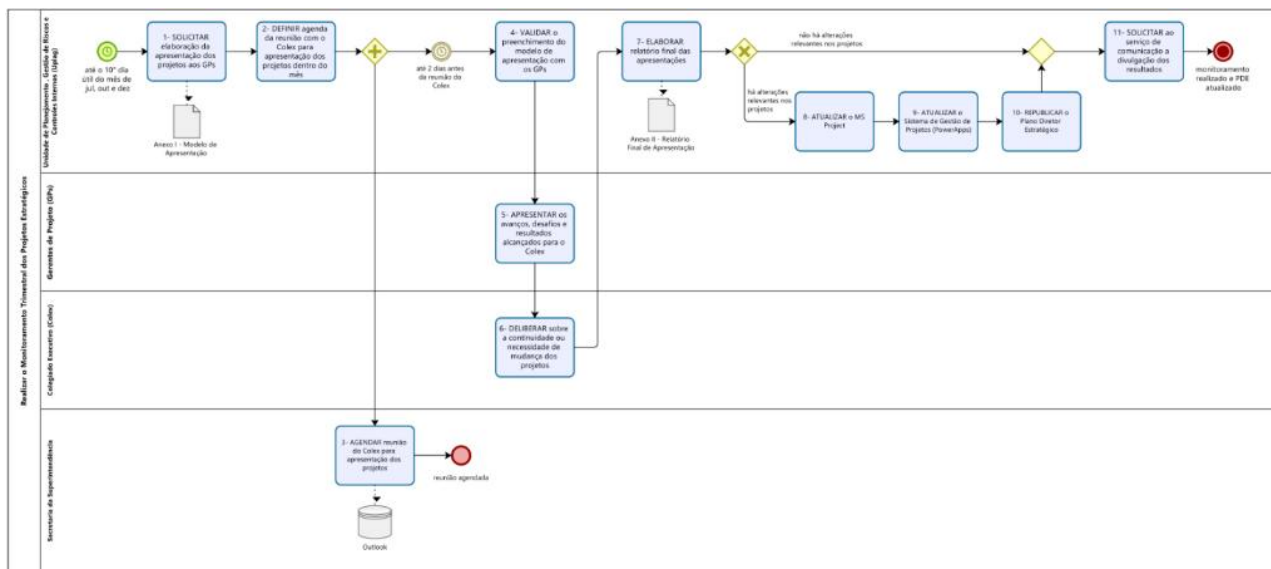 Realizar o Monitoramento Trimestral dos Projetos Estratégicos
Unidade de Planejamento, Gestão de Riscos e
Controles Internos (Uplag)
até o 10° dia
útil do mês de
jul, out e dez
1- SOLICITAR
elaboração da
apresentação dos
projetos aos GPs
Anexo I - Modelo de
Apresentação
2- DEFINIR agenda
da reunião com o
Colex para
apresentação dos
projetos dentro do
mês
até 2 dias antes
da reunião do
Colex
4- VALIDAR o
preenchimento do
modelo de
apresentação com
os GPs
7- ELABORAR
relatório final das
apresentações
Anexo II - Relatório
Final de Apresentação
não há alterações
relevantes nos projetos
há alterações
relevantes nos
projetos
8- ATUALIZAR o MS
Project
9- ATUALIZAR o
Sistema de Gestão de
Projetos (PowerApps)
10- REPUBLICAR o
Plano Diretor
Estratégico
11- SOLICITAR ao
serviço de
comunicação a
divulgação dos
resultados
monitoramento
realizado e PDE
atualizado
Gerentes de Projeto (GPs)
5- APRESENTAR os
avanços, desafios e
resultados
alcançados para o
Colex
Colegiado Executivo (Colex)
6- DELIBERAR sobre
a continuidade ou
necessidade de
mudança dos
projetos
Secretaria da Superintendência
3- AGENDAR reunião
do Colex para
apresentação dos
projetos
reunião agendada
Outlook